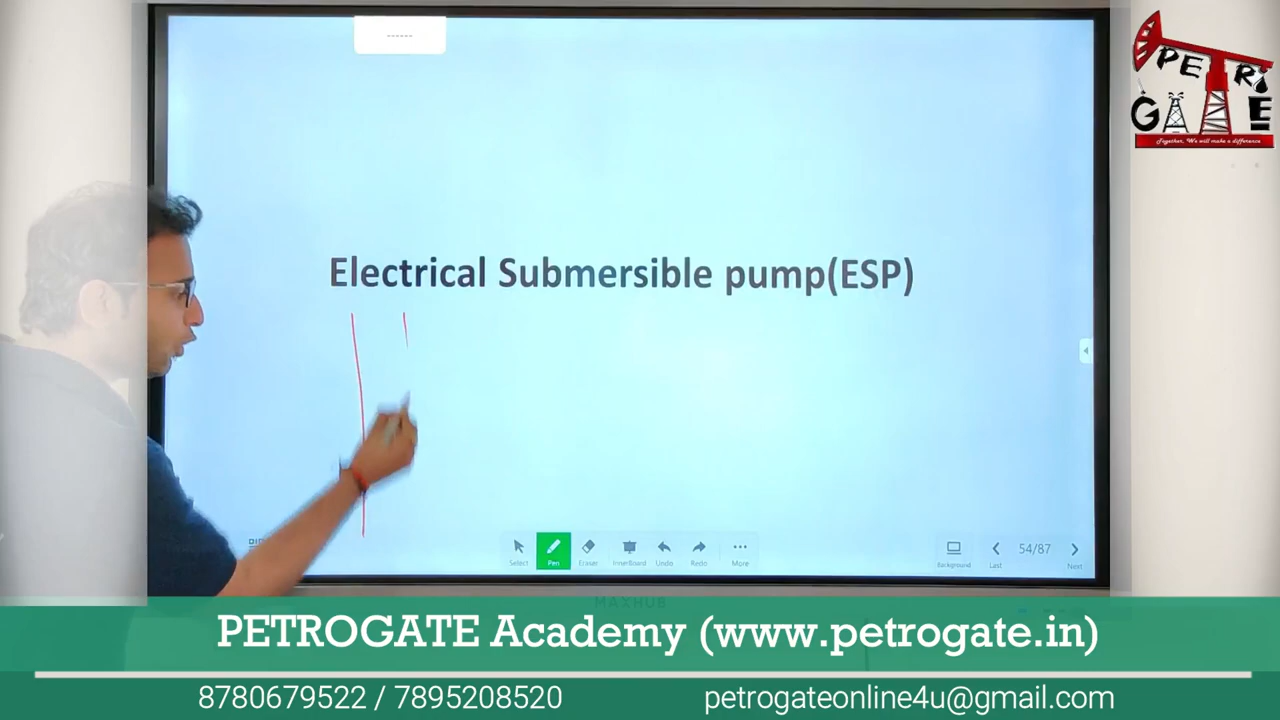 ------
PETRO
GATE
Together, We will make a difference
Electrical Submersible pump(ESP)
Select
Pen
Eraser
InnerBoard
Undo
Redo
More
Background
Last
54/87
Next
MAXHUB
PETROGATE Academy (www.petrogate.in)
8780679522 / 7895208520
petrogateonline4u@gmail.com